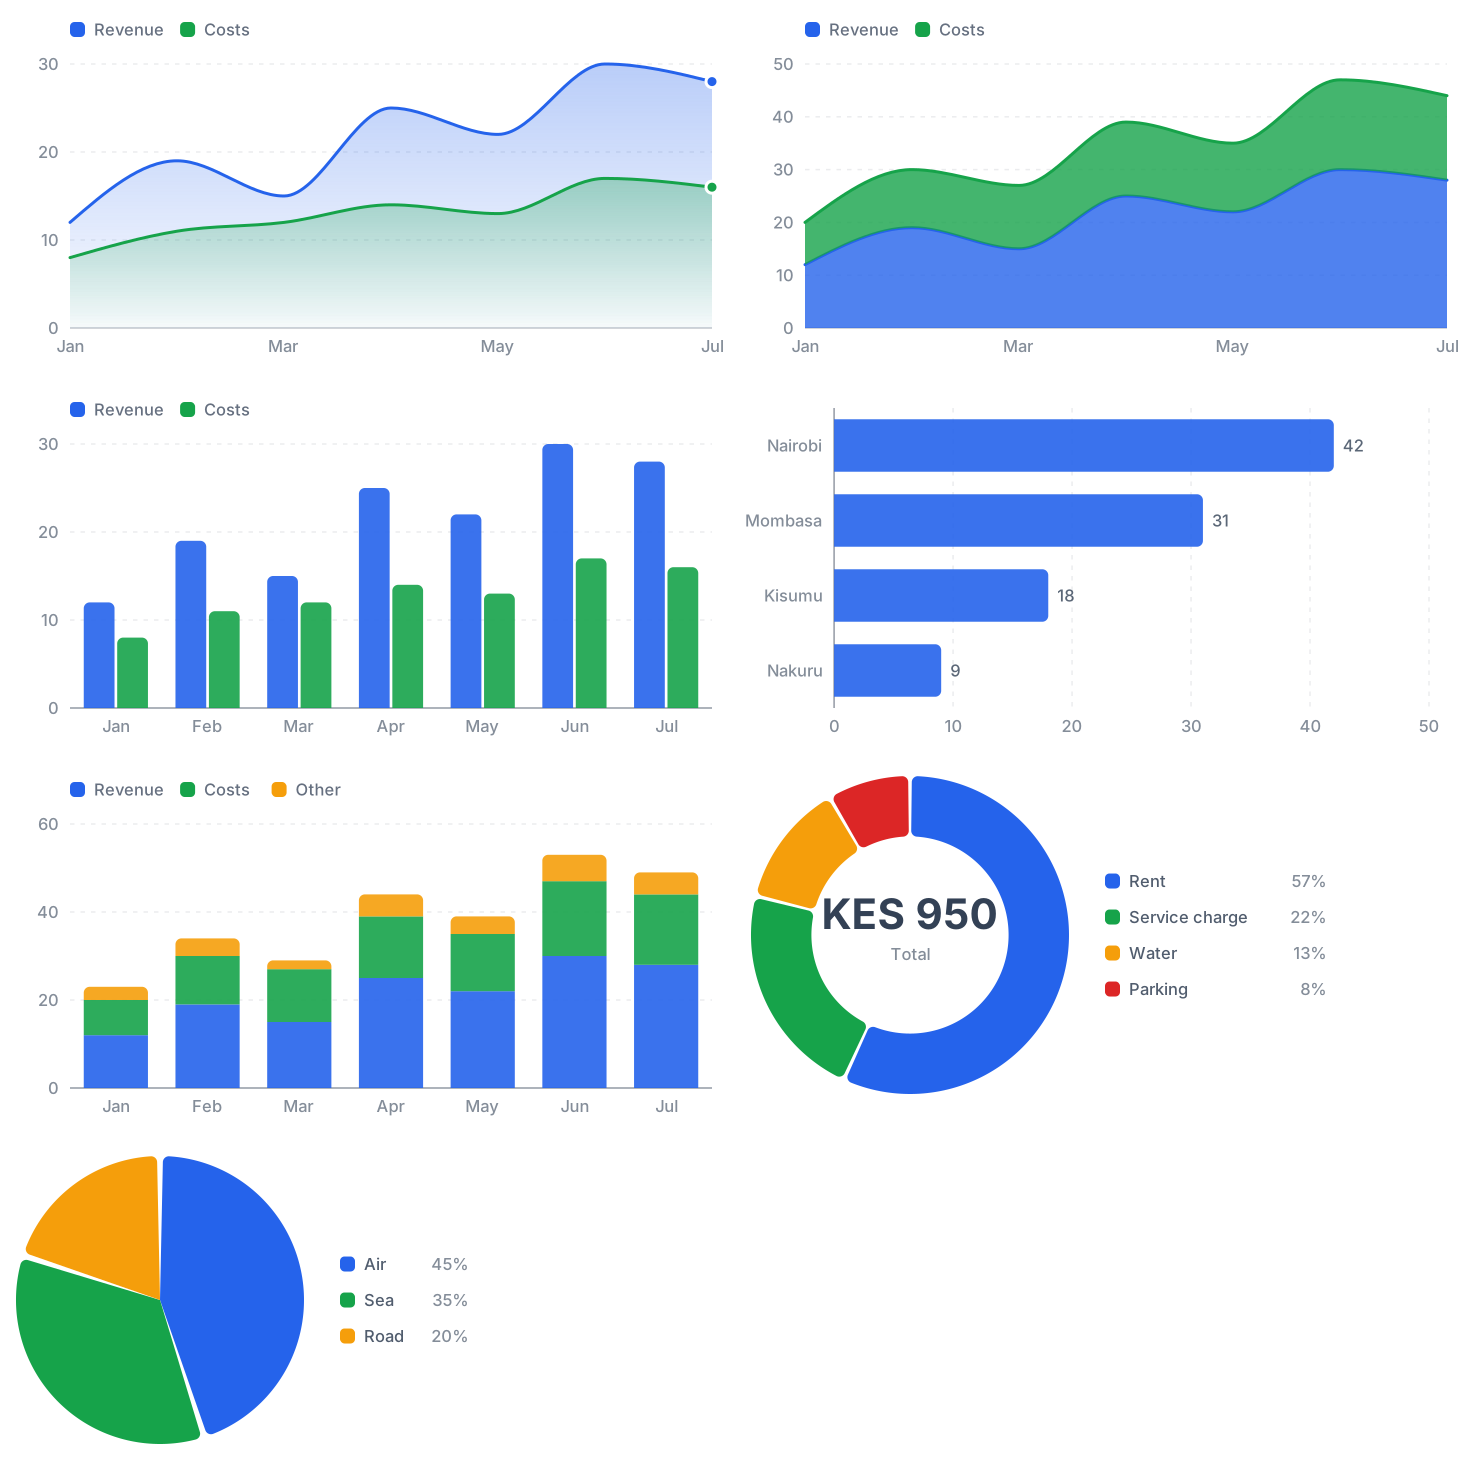 Revenue Costs
30
20
10
0
Jan Mar May Jul
Revenue Costs
50
40
30
20
10
0
Jan Mar May Jul
Revenue Costs
30
20
10
0
Jan Feb Mar Apr May Jun Jul
Nairobi 42
Mombasa 31
Kisumu 18
Nakuru 9
0 10 20 30 40 50
Revenue Costs Other
60
40
20
0
Jan Feb Mar Apr May Jun Jul
KES 950
Total
Rent 57%
Service charge 22%
Water 13%
Parking 8%
Air 45%
Sea 35%
Road 20%